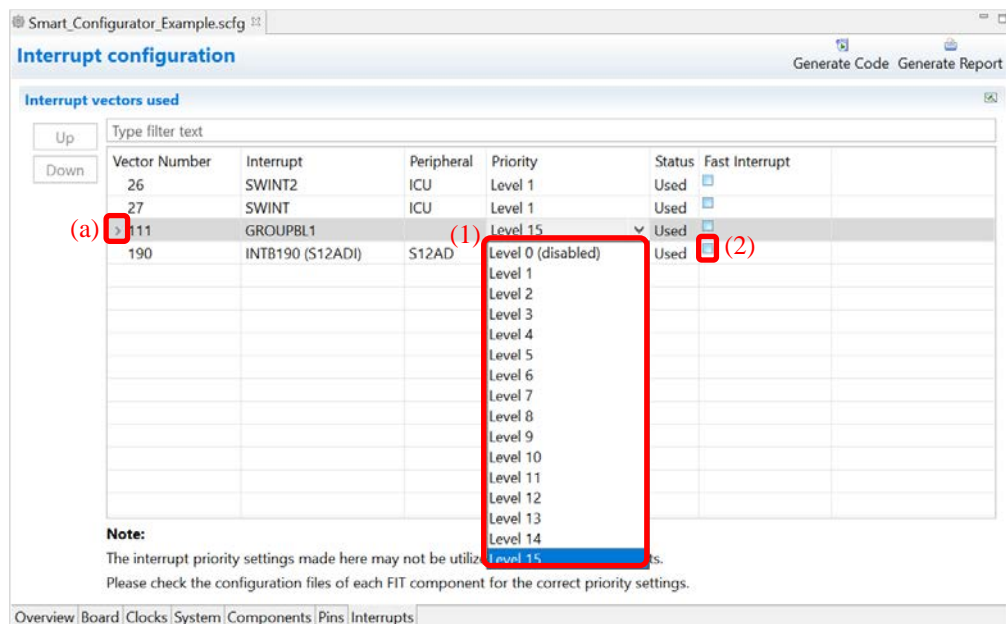 Smart_Configurator_Example.scfg
Interrupt configuration
Generate Code Generate Report
Interrupt vectors used
Up
Down
Type filter text
Vector Number Interrupt Peripheral Priority Status Fast Interrupt
26 SWINT2 ICU Level 1 Used
27 SWINT ICU Level 1 Used
(a) > 111 GROUPBL1 (1) Level 15 Used
190 INTB190 (S12ADI) S12AD Level 0 (disabled) Used (2)
Level 1
Level 2
Level 3
Level 4
Level 5
Level 6
Level 7
Level 8
Level 9
Level 10
Level 11
Level 12
Level 13
Level 14
Level 15
Note:
The interrupt priority settings made here may not be
Please check the configuration files of each FIT component for the correct priority settings.
Overview Board Clocks System Components Pins Interrupts